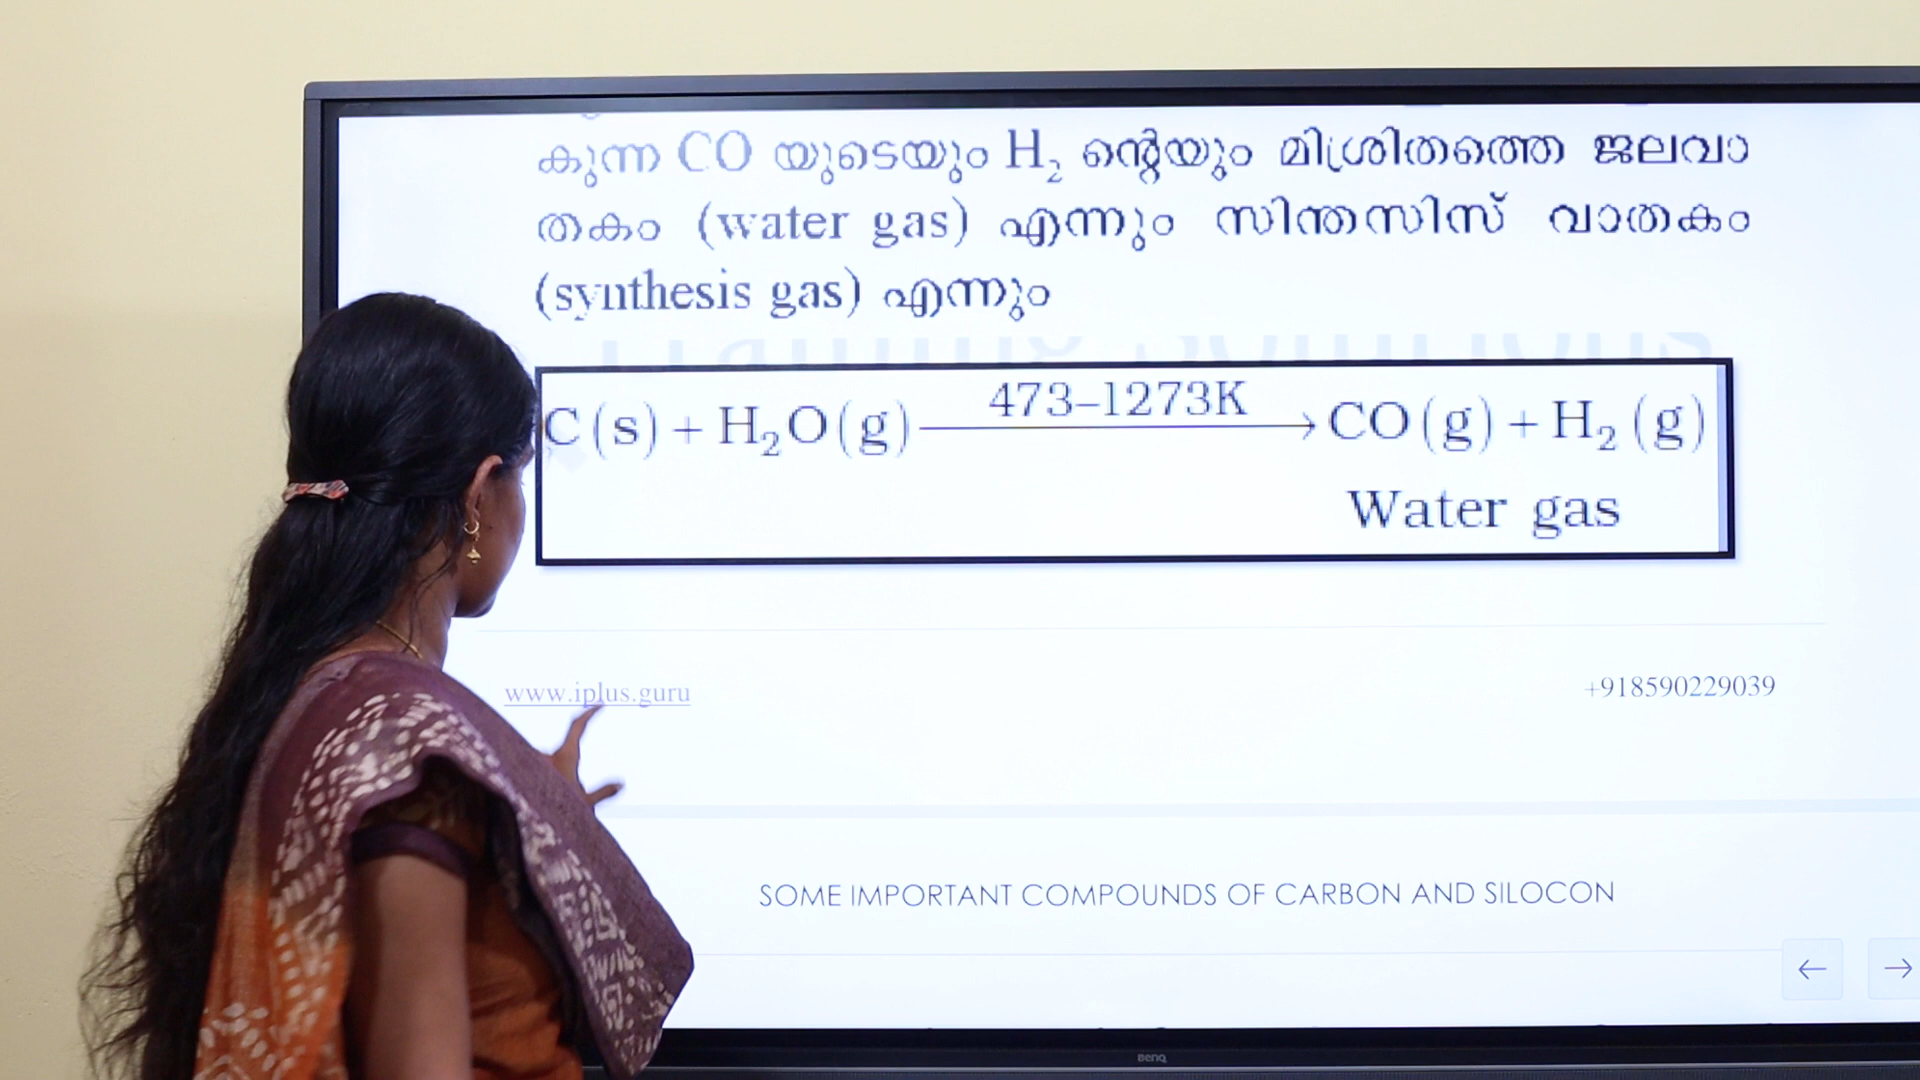 കുന്ന CO യുടെയും H₂ ന്റെയും മിശ്രിതത്തെ ജലവാ
തകം (water gas) എന്നും സിന്തസിസ് വാതകം
(synthesis gas) എന്നും
C(s) + H₂O(g) 473–1273K → CO(g) + H₂(g)
Water gas
www.iplus.guru
+918590229039
SOME IMPORTANT COMPOUNDS OF CARBON AND SILOCON
BenQ